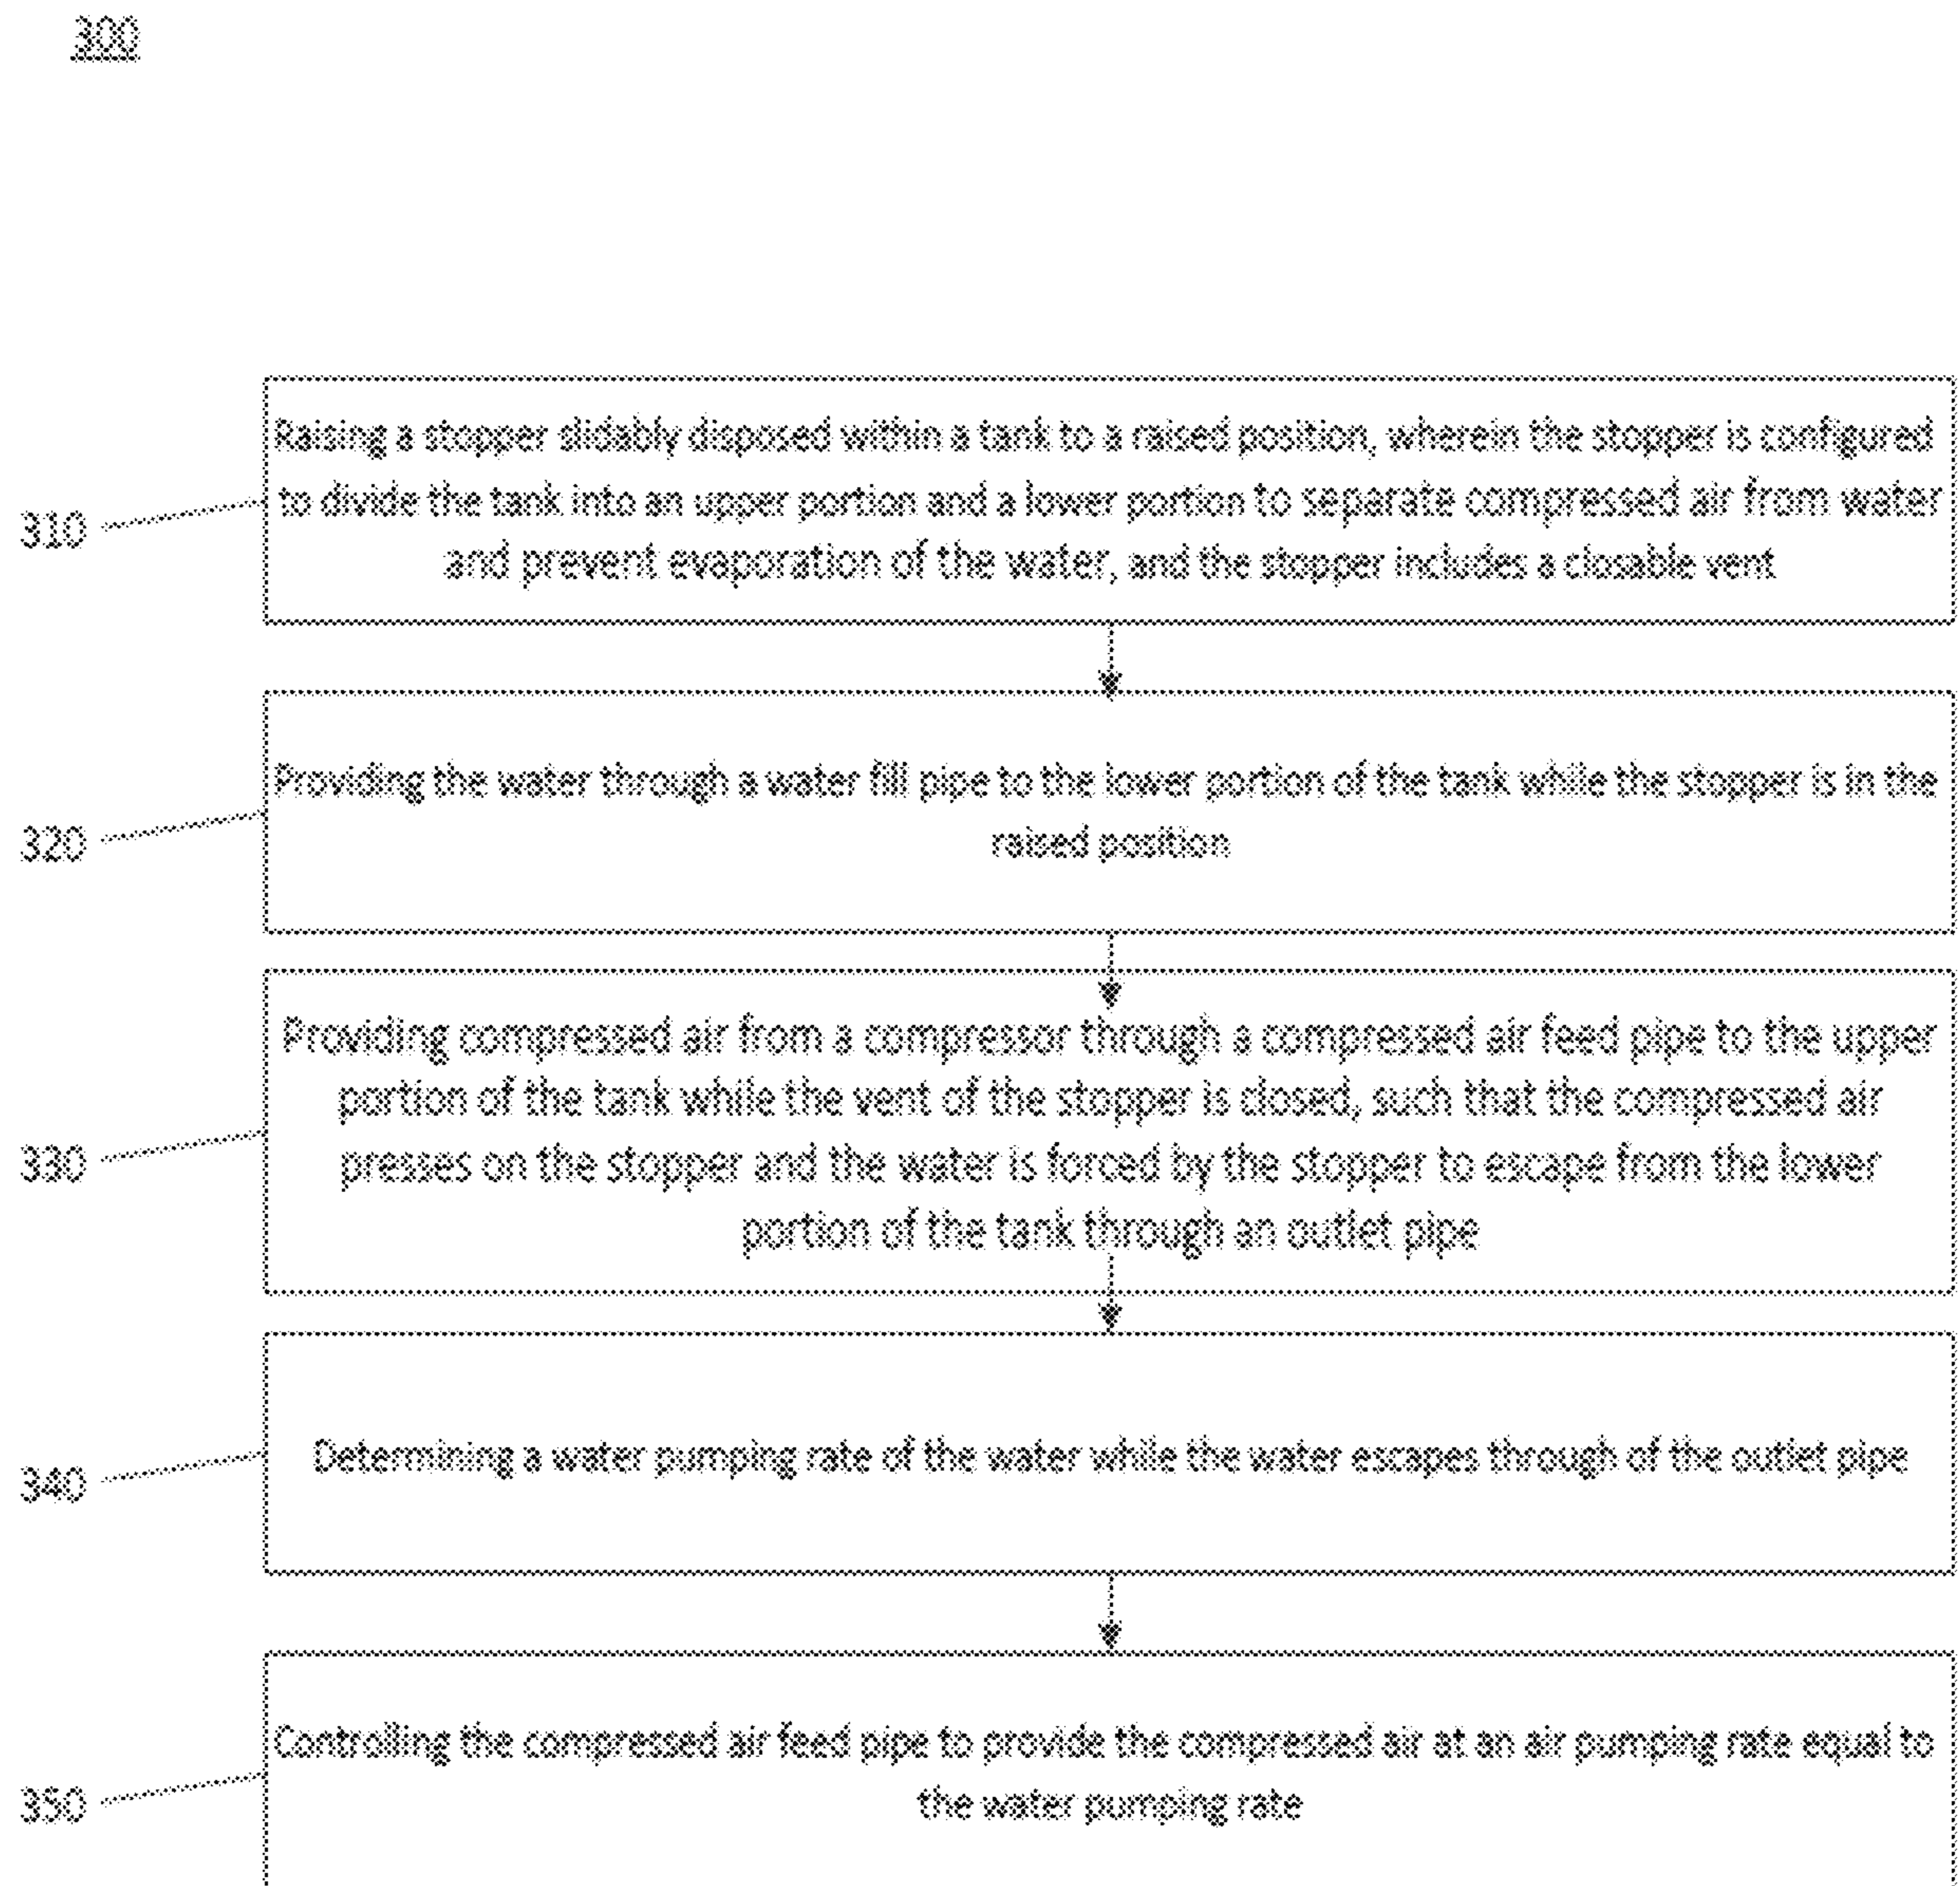 300
310
Raising a stopper slidably disposed within a tank to a raised position, wherein the stopper is configured
to divide the tank into an upper portion and a lower portion to separate compressed air from water
and prevent evaporation of the water, and the stopper includes a closable vent
320
Providing the water through a water fill pipe to the lower portion of the tank while the stopper is in the
raised position
330
Providing compressed air from a compressor through a compressed air feed pipe to the upper
portion of the tank while the vent of the stopper is closed, such that the compressed air
presses on the stopper and the water is forced by the stopper to escape from the lower
portion of the tank through an outlet pipe
340
Determining a water pumping rate of the water while the water escapes through of the outlet pipe
350
Controlling the compressed air feed pipe to provide the compressed air at an air pumping rate equal to
the water pumping rate